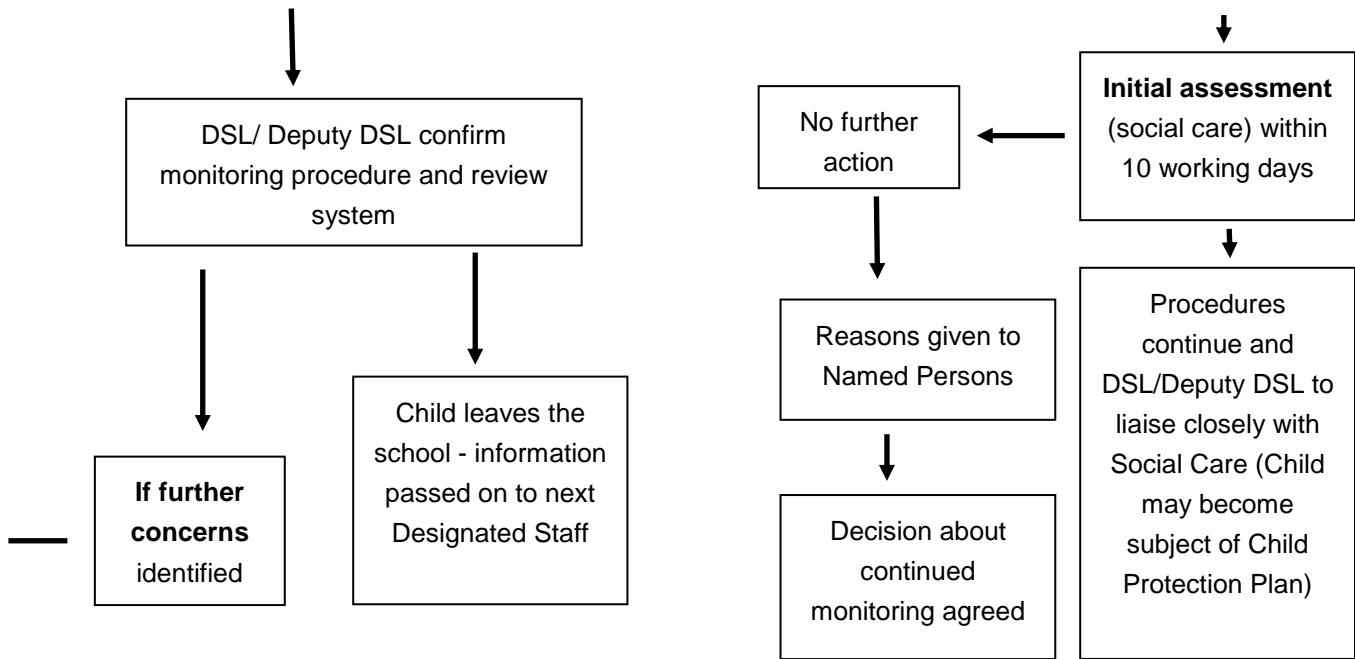 DSL/ Deputy DSL confirm
monitoring procedure and review
system
If further
concerns
identified
Child leaves the
school - information
passed on to next
Designated Staff
No further
action
Initial assessment
(social care) within
10 working days
Reasons given to
Named Persons
Decision about
continued
monitoring agreed
Procedures
continue and
DSL/Deputy DSL to
liaise closely with
Social Care (Child
may become
subject of Child
Protection Plan)